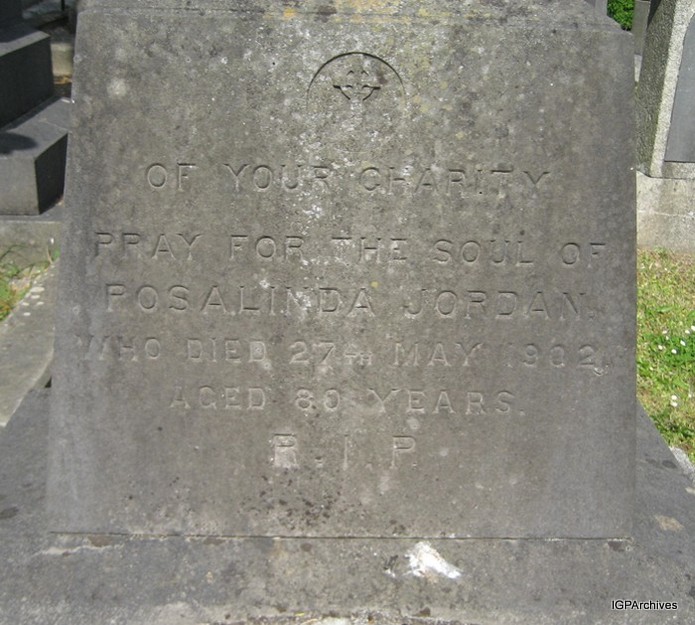 OF YOUR CHARITY
PRAY FOR THE SOUL OF
ROSALINDA JORDAN.
WHO DIED 27TH MAY 1902,
AGED 80 YEARS.
R.I.P.
IGPArchives